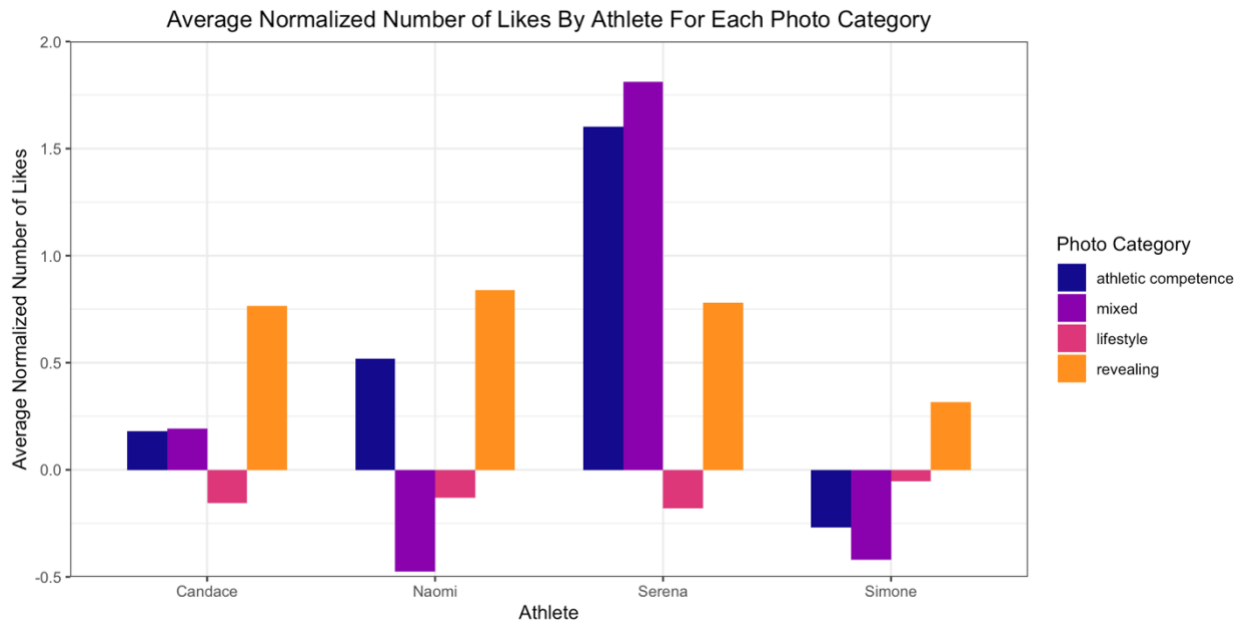 Average Normalized Number of Likes By Athlete For Each Photo Category
Average Normalized Number of Likes
2.0
1.5
1.0
0.5
0.0
-0.5
Candace Naomi Serena Simone
Athlete
Photo Category
athletic competence
mixed
lifestyle
revealing